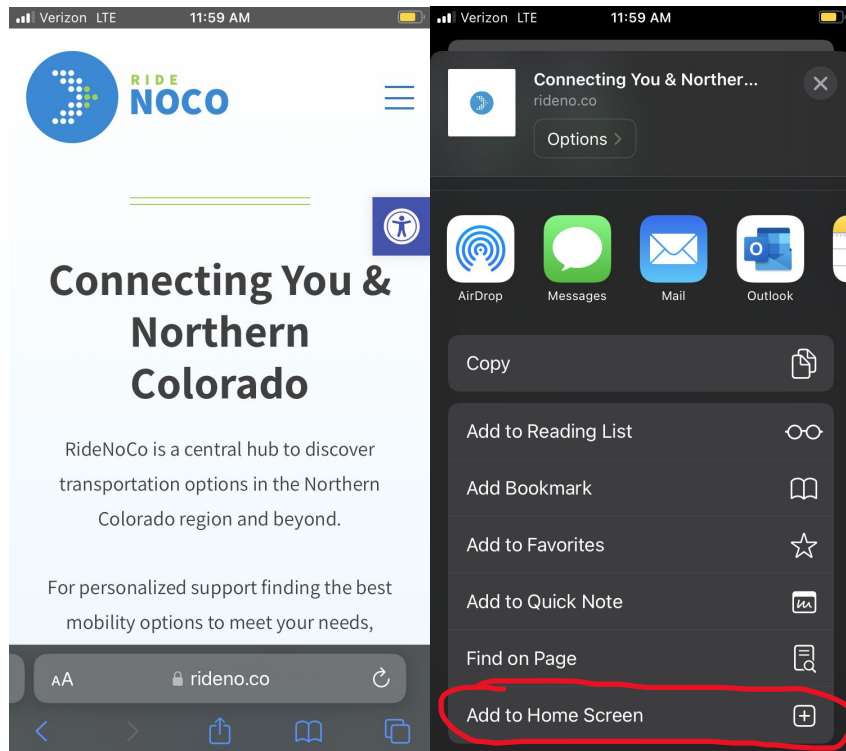 Verizon LTE 11:59 AM
RIDE
NOCO
Connecting You &
Northern
Colorado
RideNoCo is a central hub to discover
transportation options in the Northern
Colorado region and beyond.
For personalized support finding the best
mobility options to meet your needs,
AA rideno.co
Verizon LTE 11:59 AM
Connecting You & Norther...
rideno.co
Options
AirDrop Messages Mail Outlook
Copy
Add to Reading List
Add Bookmark
Add to Favorites
Add to Quick Note
Find on Page
Add to Home Screen